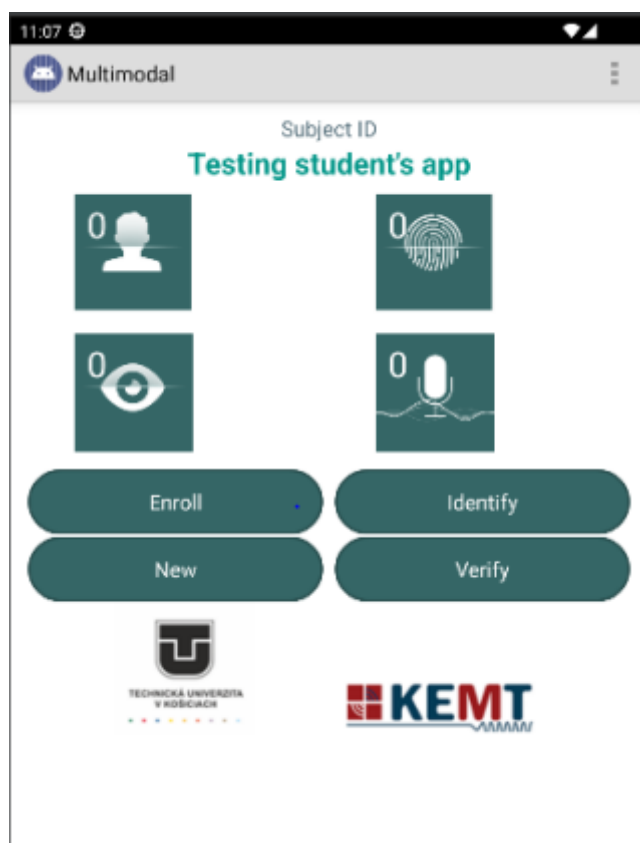 11:07
Multimodal
Subject ID
Testing student's app
0
0
0
0
Enroll
Identify
New
Verify
TECHNICKÁ UNIVERZITA
V KOŠICIACH
KEMT